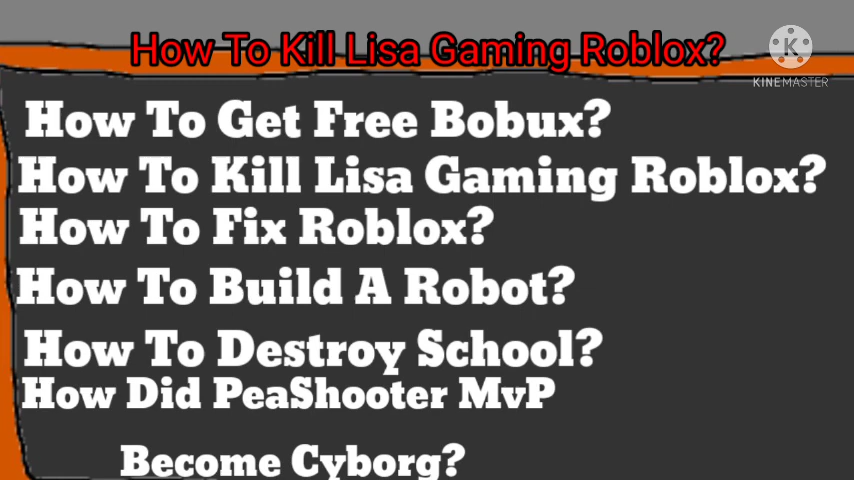 How To Kill Lisa Gaming Roblox?
KINEMASTER
How To Get Free Bobux?
How To Kill Lisa Gaming Roblox?
How To Fix Roblox?
How To Build A Robot?
How To Destroy School?
How Did PeaShooter MvP
Become Cyborg?